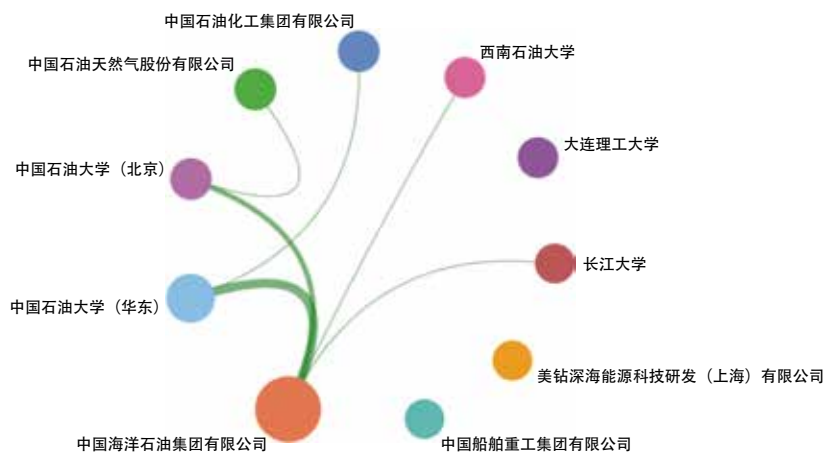 中国石油化工集团有限公司
西南石油大学
中国石油天然气股份有限公司
大连理工大学
中国石油大学（北京）
长江大学
中国石油大学（华东）
美钻深海能源科技研发（上海）有限公司
中国海洋石油集团有限公司
中国船舶重工集团有限公司